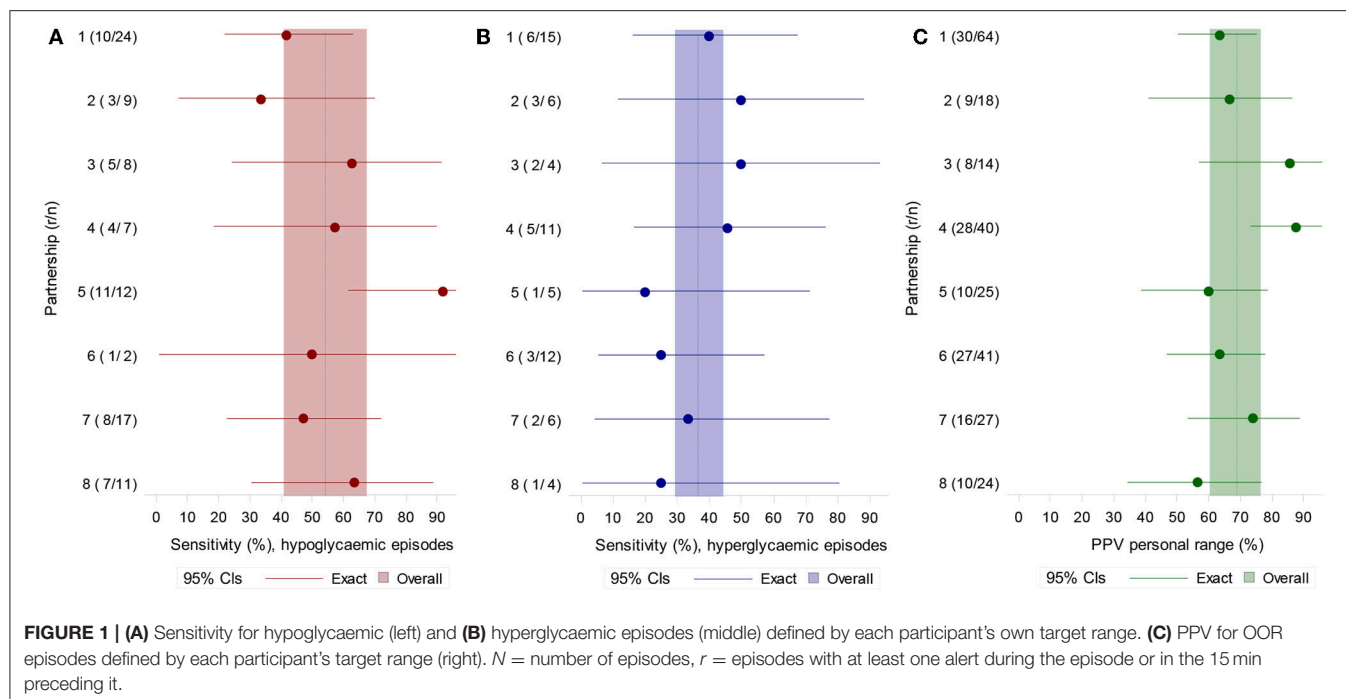 A
Partnership (r/n)
1 (10/24)
2 ( 3/ 9)
3 ( 5/ 8)
4 ( 4/ 7)
5 (11/12)
6 ( 1/ 2)
7 ( 8/17)
8 ( 7/11)
0 10 20 30 40 50 60 70 80 90
Sensitivity (%), hypoglycaemic episodes
95% CIs Exact Overall
B
1 ( 6/15)
2 ( 3/ 6)
3 ( 2/ 4)
4 ( 5/11)
5 ( 1/ 5)
6 ( 3/12)
7 ( 2/ 6)
8 ( 1/ 4)
0 10 20 30 40 50 60 70 80 90
Sensitivity (%), hyperglycaemic episodes
95% CIs Exact Overall
C
Partnership (r/n)
1 (30/64)
2 ( 9/18)
3 ( 8/14)
4 (28/40)
5 (10/25)
6 (27/41)
7 (16/27)
8 (10/24)
0 10 20 30 40 50 60 70 80 90
PPV personal range (%)
95% CIs Exact Overall
FIGURE 1 | (A) Sensitivity for hypoglycaemic (left) and (B) hyperglycaemic episodes (middle) defined by each participant's own target range. (C) PPV for OOR
episodes defined by each participant's target range (right). N = number of episodes, r = episodes with at least one alert during the episode or in the 15 min
preceding it.